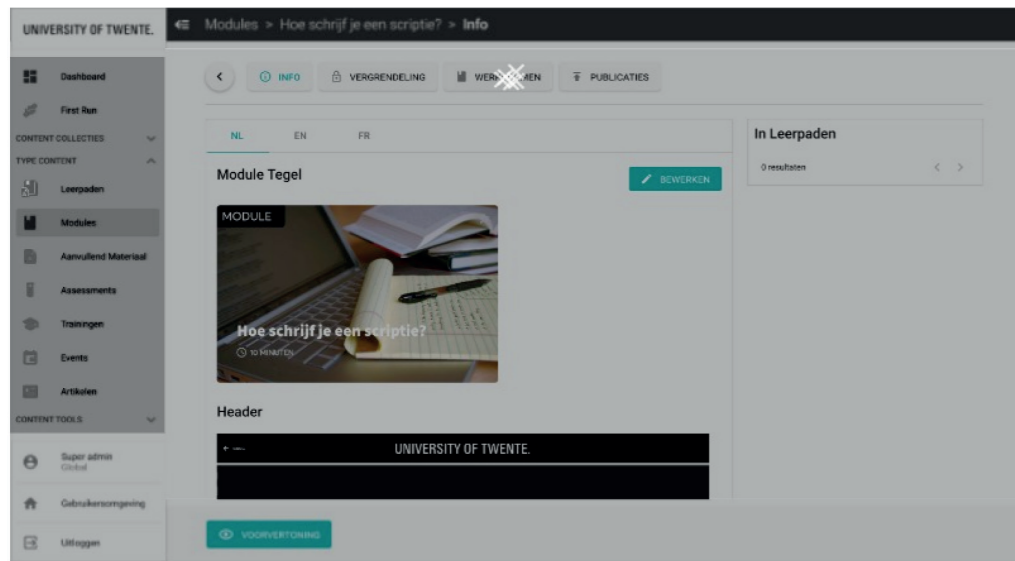 UNIVERSITY OF TWENTE.
Modules > Hoe schrijf je een scriptie? > Info
Dashboard
First Run
CONTENT COLLECTIES
TYPE CONTENT
Leerpaden
Modules
Aanvullend Materiaal
Assessments
Trainingen
Events
Artikelen
CONTENT TOOLS
Super admin
Global
Gebruikersomgeving
Uitloggen
INFO
VERGRENDELING
PUBLICATIES
NL EN FR
Module Tegel
BEWERKEN
MODULE
Hoe schrijf je een scriptie?
10 MINUTEN
Header
UNIVERSITY OF TWENTE.
VOORVERTONING
In Leerpaden
0 resultaten